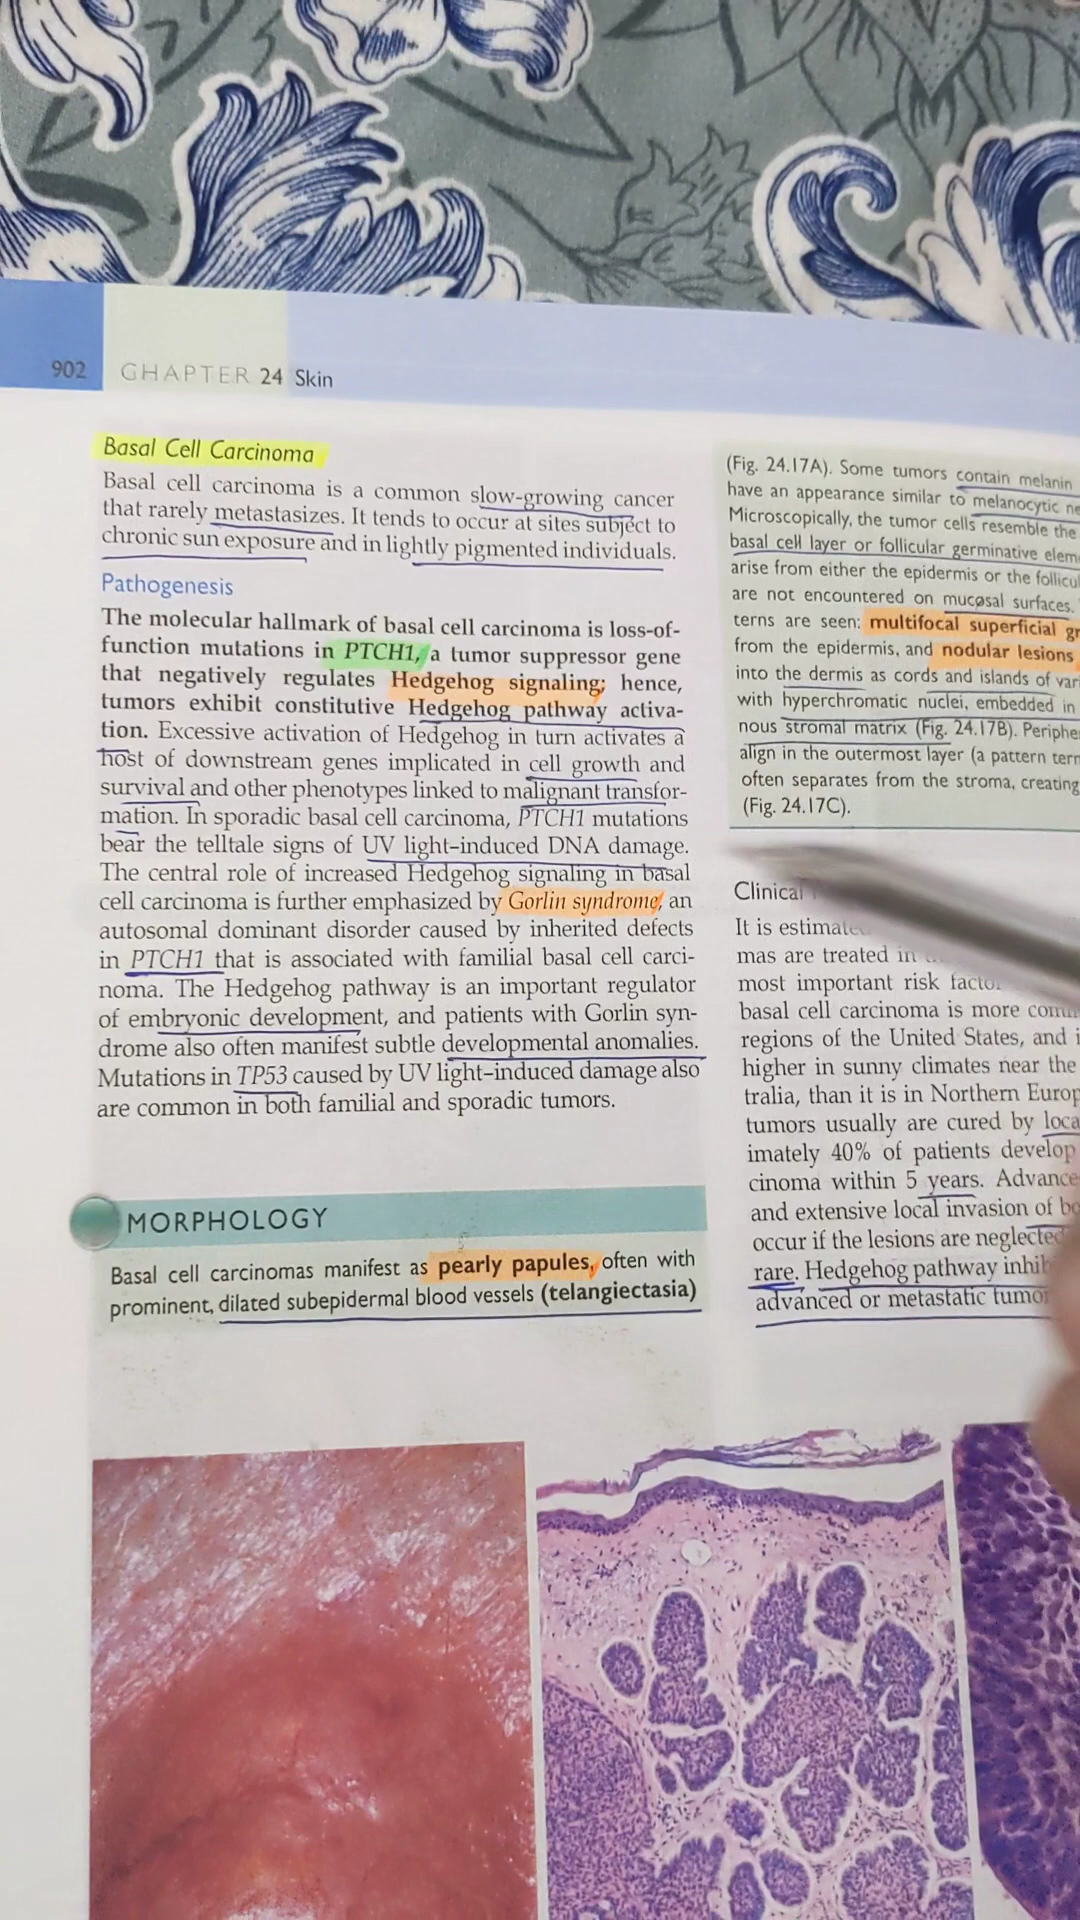 902 CHAPTER 24 Skin
Basal Cell Carcinoma
Basal cell carcinoma is a common slow-growing cancer
that rarely metastasizes. It tends to occur at sites subject to
chronic sun exposure and in lightly pigmented individuals.
Pathogenesis
The molecular hallmark of basal cell carcinoma is loss-of-
function mutations in PTCH1, a tumor suppressor gene
that negatively regulates Hedgehog signaling; hence,
tumors exhibit constitutive Hedgehog pathway activa-
tion. Excessive activation of Hedgehog in turn activates a
host of downstream genes implicated in cell growth and
survival and other phenotypes linked to malignant transfor-
mation. In sporadic basal cell carcinoma, PTCH1 mutations
bear the telltale signs of UV light–induced DNA damage.
The central role of increased Hedgehog signaling in basal
cell carcinoma is further emphasized by Gorlin syndrome, an
autosomal dominant disorder caused by inherited defects
in PTCH1 that is associated with familial basal cell carci-
noma. The Hedgehog pathway is an important regulator
of embryonic development, and patients with Gorlin syn-
drome also often manifest subtle developmental anomalies.
Mutations in TP53 caused by UV light–induced damage also
are common in both familial and sporadic tumors.
MORPHOLOGY
Basal cell carcinomas manifest as pearly papules, often with
prominent, dilated subepidermal blood vessels (telangiectasia)
(Fig. 24.17A). Some tumors contain melanin
have an appearance similar to melanocytic
Microscopically, the tumor cells resemble the
basal cell layer or follicular germinative
arise from either the epidermis or the
are not encountered on mucosal surfaces.
terns are seen: multifocal superficial
from the epidermis, and nodular lesions
into the dermis as cords and islands of
with hyperchromatic nuclei, embedded in
nous stromal matrix (Fig. 24.17B).
align in the outermost layer (a pattern
often separates from the stroma, creating
(Fig. 24.17C).
Clinical
It is
mas are treated in
most important risk
basal cell carcinoma is more
regions of the United States, and
higher in sunny climates near the
tralia, than it is in Northern
tumors usually are cured by
imately 40% of patients develop
cinoma within 5 years.
and extensive local invasion of
occur if the lesions are neglected
rare. Hedgehog pathway
advanced or metastatic